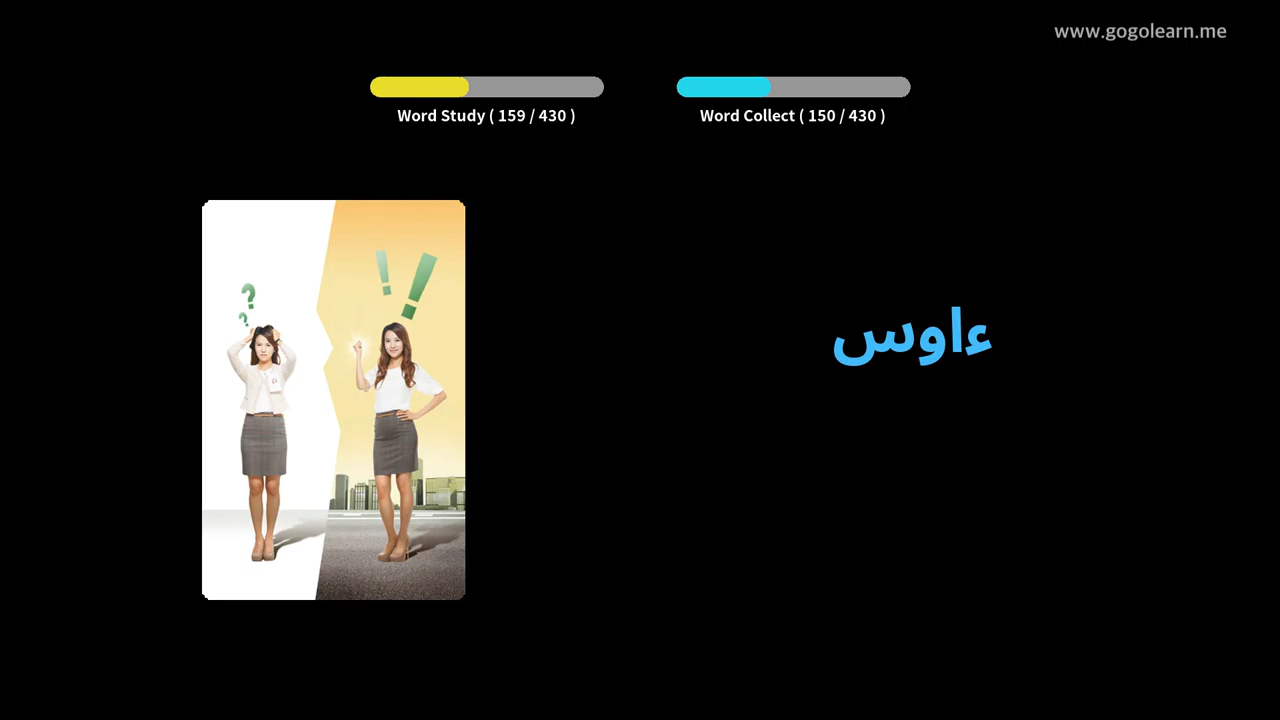 www.gogolearn.me
Word Study ( 159 / 430 )
Word Collect ( 150 / 430 )
? ?
! !
ءاوس